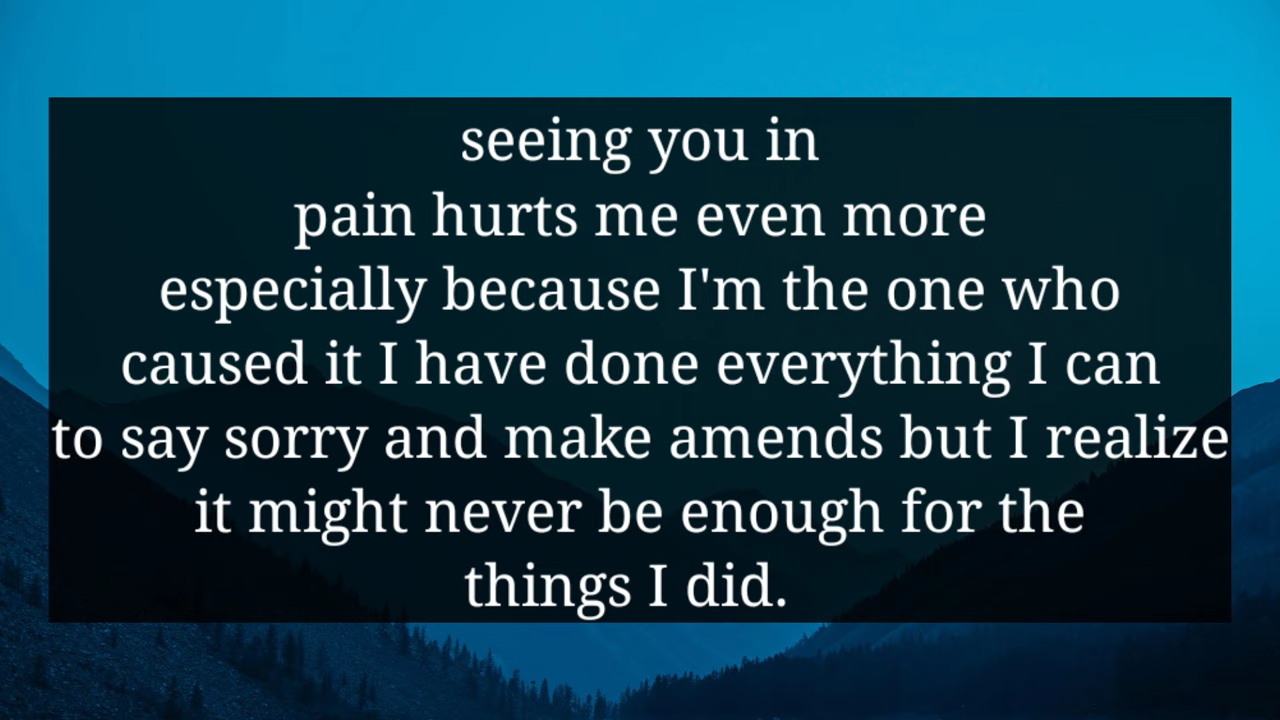 seeing you in
pain hurts me even more
especially because I'm the one who
caused it I have done everything I can
to say sorry and make amends but I realize
it might never be enough for the
things I did.